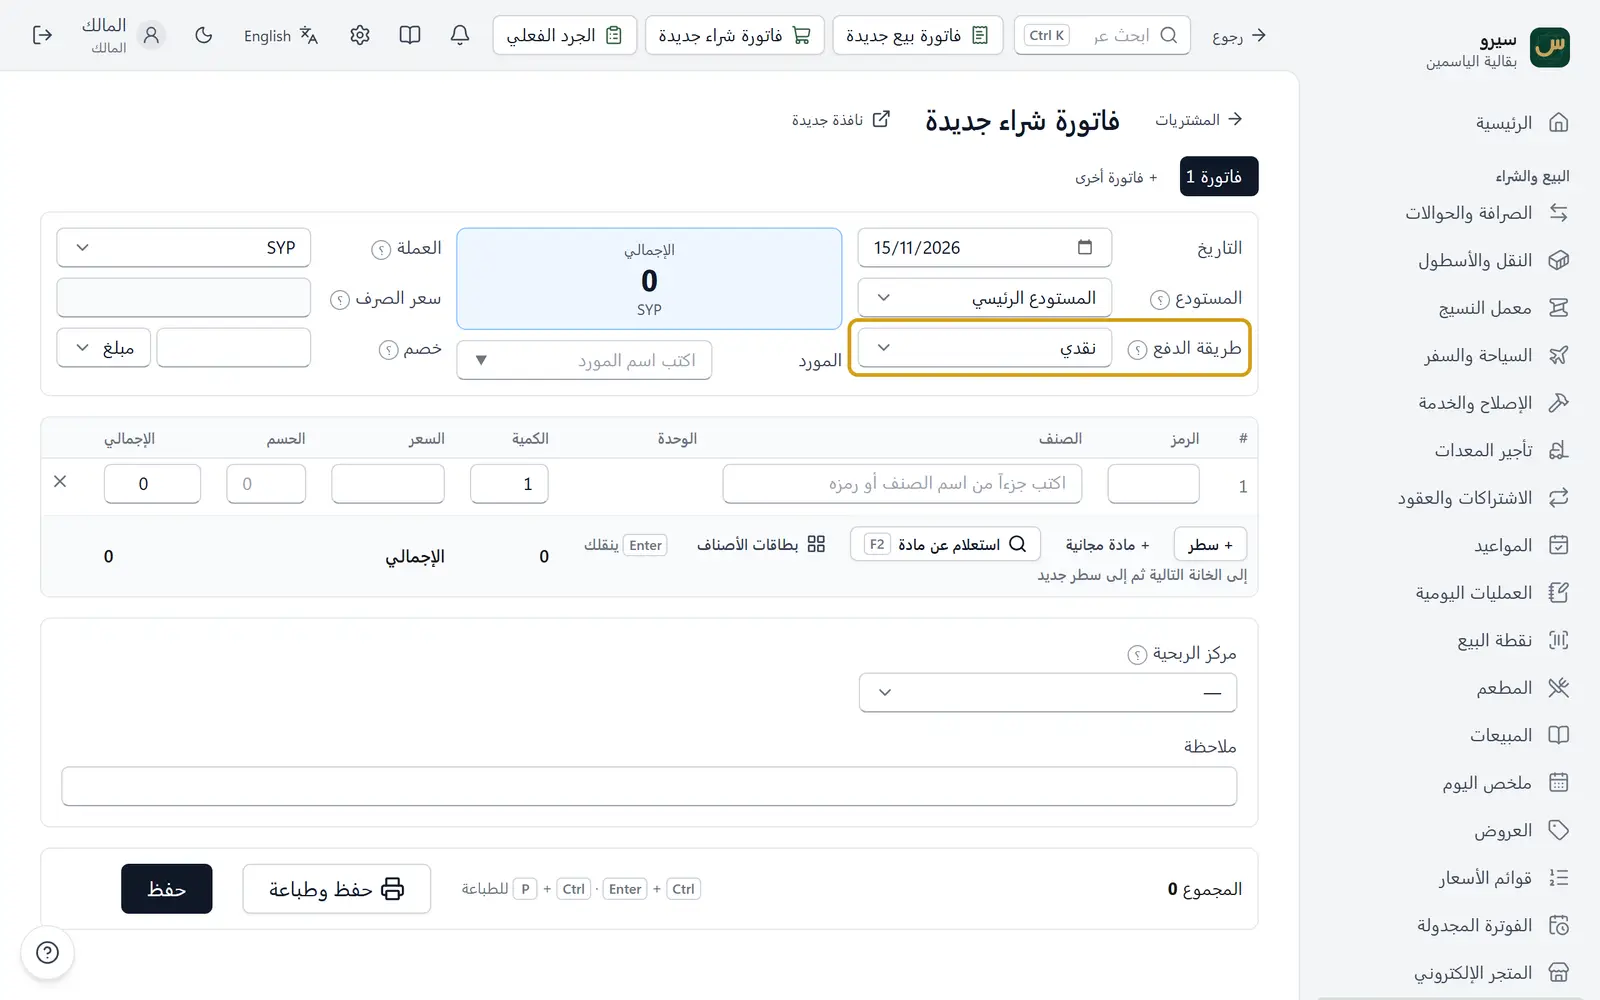 سيرو
بقالية الياسمين
رجوع
ابحث عن
Ctrl K
فاتورة بيع جديدة
فاتورة شراء جديدة
الجرد الفعلي
English
المالك
المالك
الرئيسية
البيع والشراء
الصرافة والحوالات
النقل والأسطول
معمل النسيج
السياحة والسفر
الإصلاح والخدمة
تأجير المعدات
الاشتراكات والعقود
المواعيد
العمليات اليومية
نقطة البيع
المطعم
المبيعات
ملخص اليوم
العروض
قوائم الأسعار
الفوترة المجدولة
المتجر الإلكتروني
المشتريات
فاتورة شراء جديدة
نافذة جديدة
فاتورة 1
+ فاتورة أخرى
التاريخ
15/11/2026
المستودع ؟
المستودع الرئيسي
طريقة الدفع ؟
نقدي
الإجمالي
0
SYP
المورد
اكتب اسم المورد
العملة ؟
SYP
سعر الصرف ؟
خصم ؟
مبلغ
# الرمز الصنف الوحدة الكمية السعر الحسم الإجمالي
1 اكتب جزءاً من اسم الصنف أو رمزه 1 0 0
+ سطر
+ مادة مجانية
استعلام عن مادة F2
بطاقات الأصناف
Enter ينقلك
إلى الخانة التالية ثم إلى سطر جديد
0 الإجمالي 0
مركز الربحية ؟
—
ملاحظة
المجموع 0
Ctrl + Enter · Ctrl + P للطباعة
حفظ وطباعة
حفظ